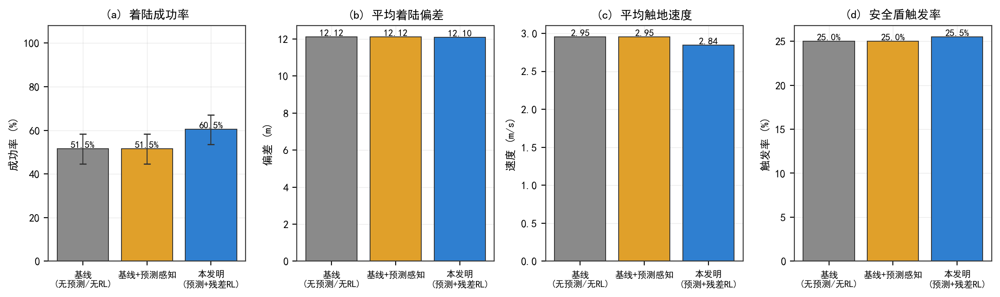 (a) 着陆成功率
成功率 (%)
100
80
60
40
20
0
51.5%
51.5%
60.5%
基线
(无预测/无RL)
基线+预测感知
本发明
(预测+残差RL)
(b) 平均着陆偏差
偏差 (m)
12
10
8
6
4
2
0
12.12
12.12
12.10
基线
(无预测/无RL)
基线+预测感知
本发明
(预测+残差RL)
(c) 平均触地速度
速度 (m/s)
3.0
2.5
2.0
1.5
1.0
0.5
0.0
2.95
2.95
2.84
基线
(无预测/无RL)
基线+预测感知
本发明
(预测+残差RL)
(d) 安全盾触发率
触发率 (%)
25
20
15
10
5
0
25.0%
25.0%
25.5%
基线
(无预测/无RL)
基线+预测感知
本发明
(预测+残差RL)